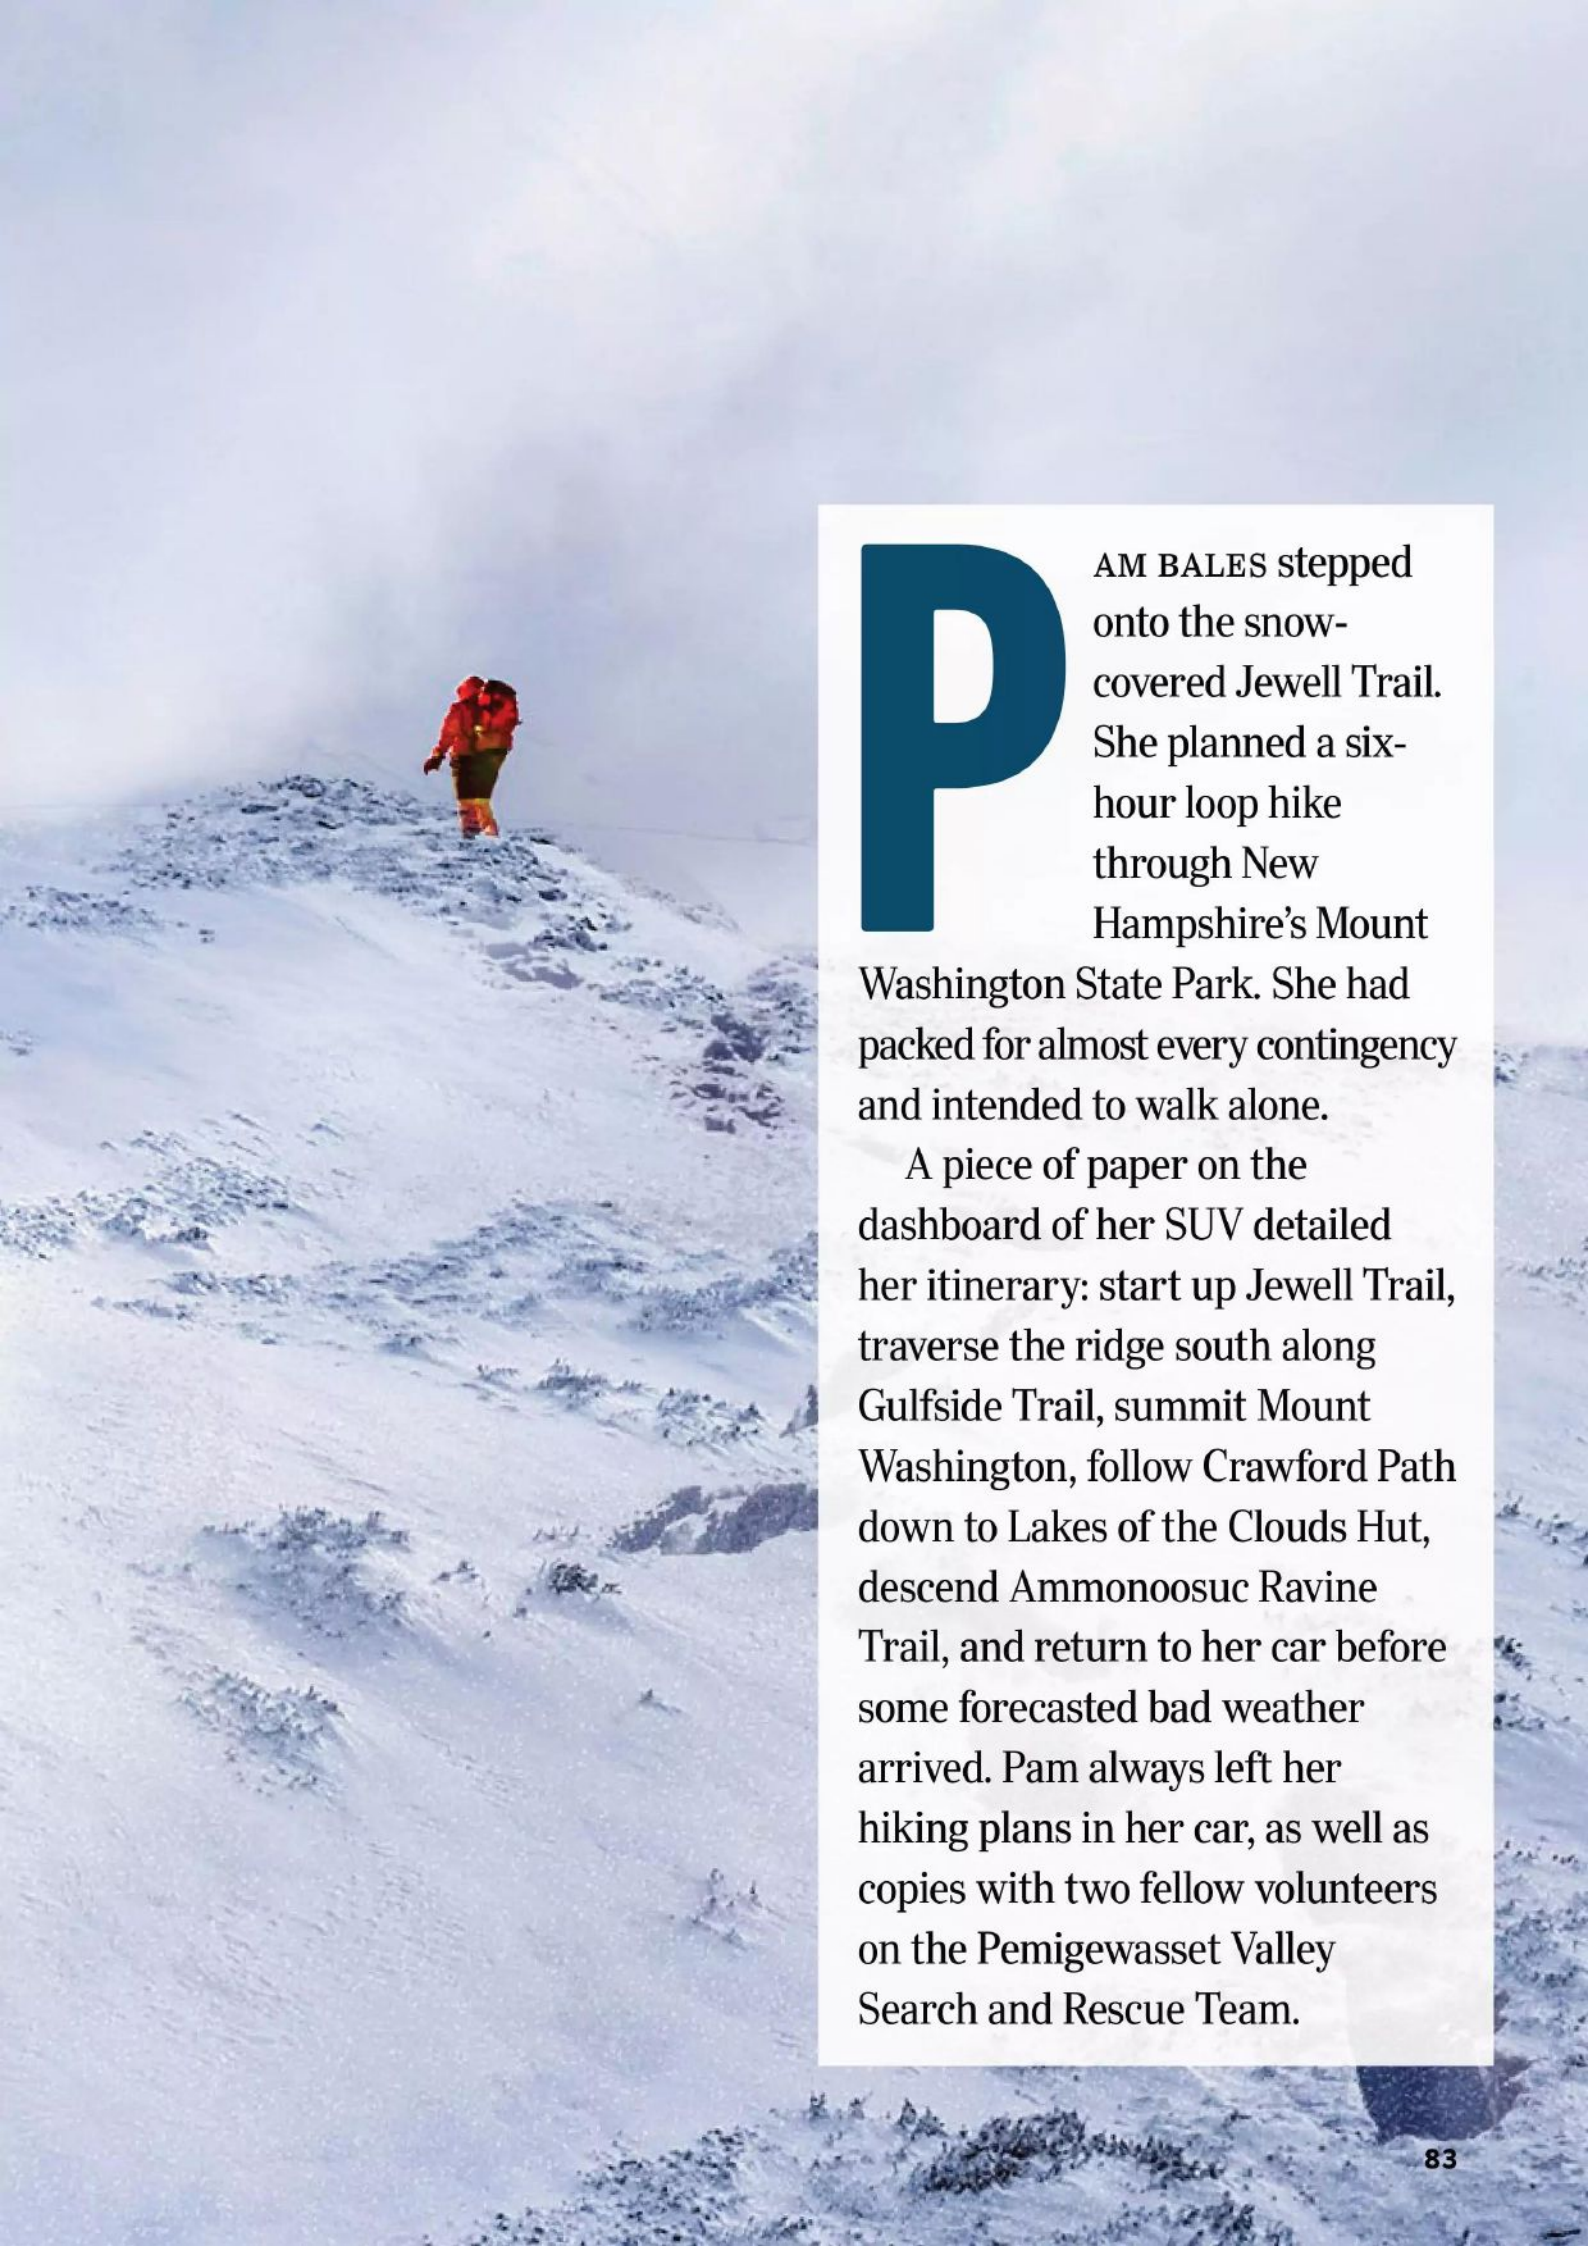 PAM BALES stepped
onto the snow-
covered Jewell Trail.
She planned a six-
hour loop hike
through New
Hampshire’s Mount
Washington State Park. She had
packed for almost every contingency
and intended to walk alone.
A piece of paper on the
dashboard of her SUV detailed
her itinerary: start up Jewell Trail,
traverse the ridge south along
Gulfside Trail, summit Mount
Washington, follow Crawford Path
down to Lakes of the Clouds Hut,
descend Ammonoosuc Ravine
Trail, and return to her car before
some forecasted bad weather
arrived. Pam always left her
hiking plans in her car, as well as
copies with two fellow volunteers
on the Pemigewasset Valley
Search and Rescue Team.
83